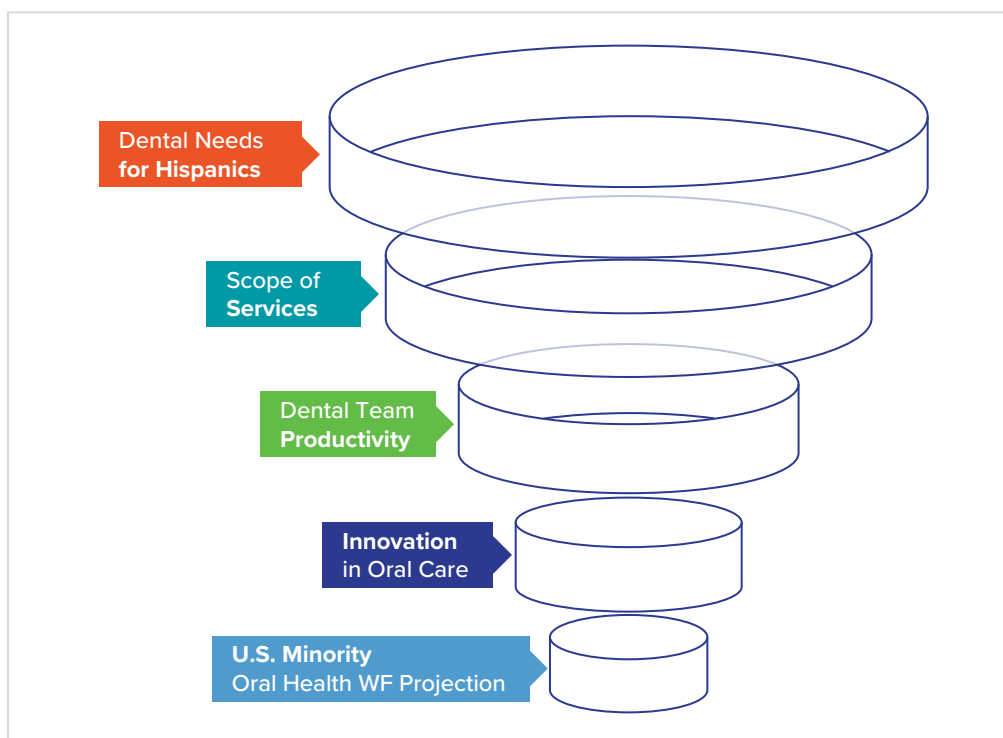 Dental Needs
for Hispanics
Scope of
Services
Dental Team
Productivity
Innovation
in Oral Care
U.S. Minority
Oral Health WF Projection